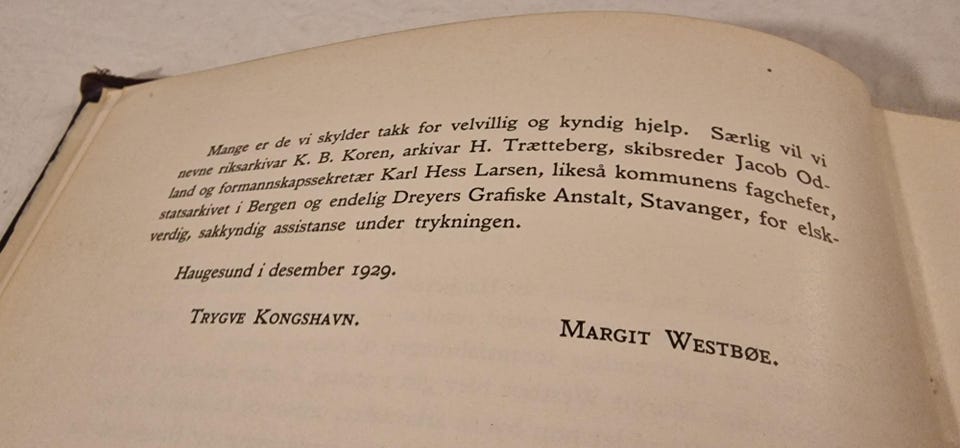 Mange er de vi skylder takk for velvillig og kyndig hjelp. Særlig vil vi
nevne riksarkivar K. B. Koren, arkivar H. Trætteberg, skibsreder Jacob Od-
land og formannskapssekretær Karl Hess Larsen, likeså kommunens fagchefer,
statsarkivet i Bergen og endelig Dreyers Grafiske Anstalt, Stavanger, for elsk-
verdig, sakkyndig assistanse under trykningen.
Haugesund i desember 1929.
TRYGVE KONGSHAVN.
MARGIT WESTBØE.